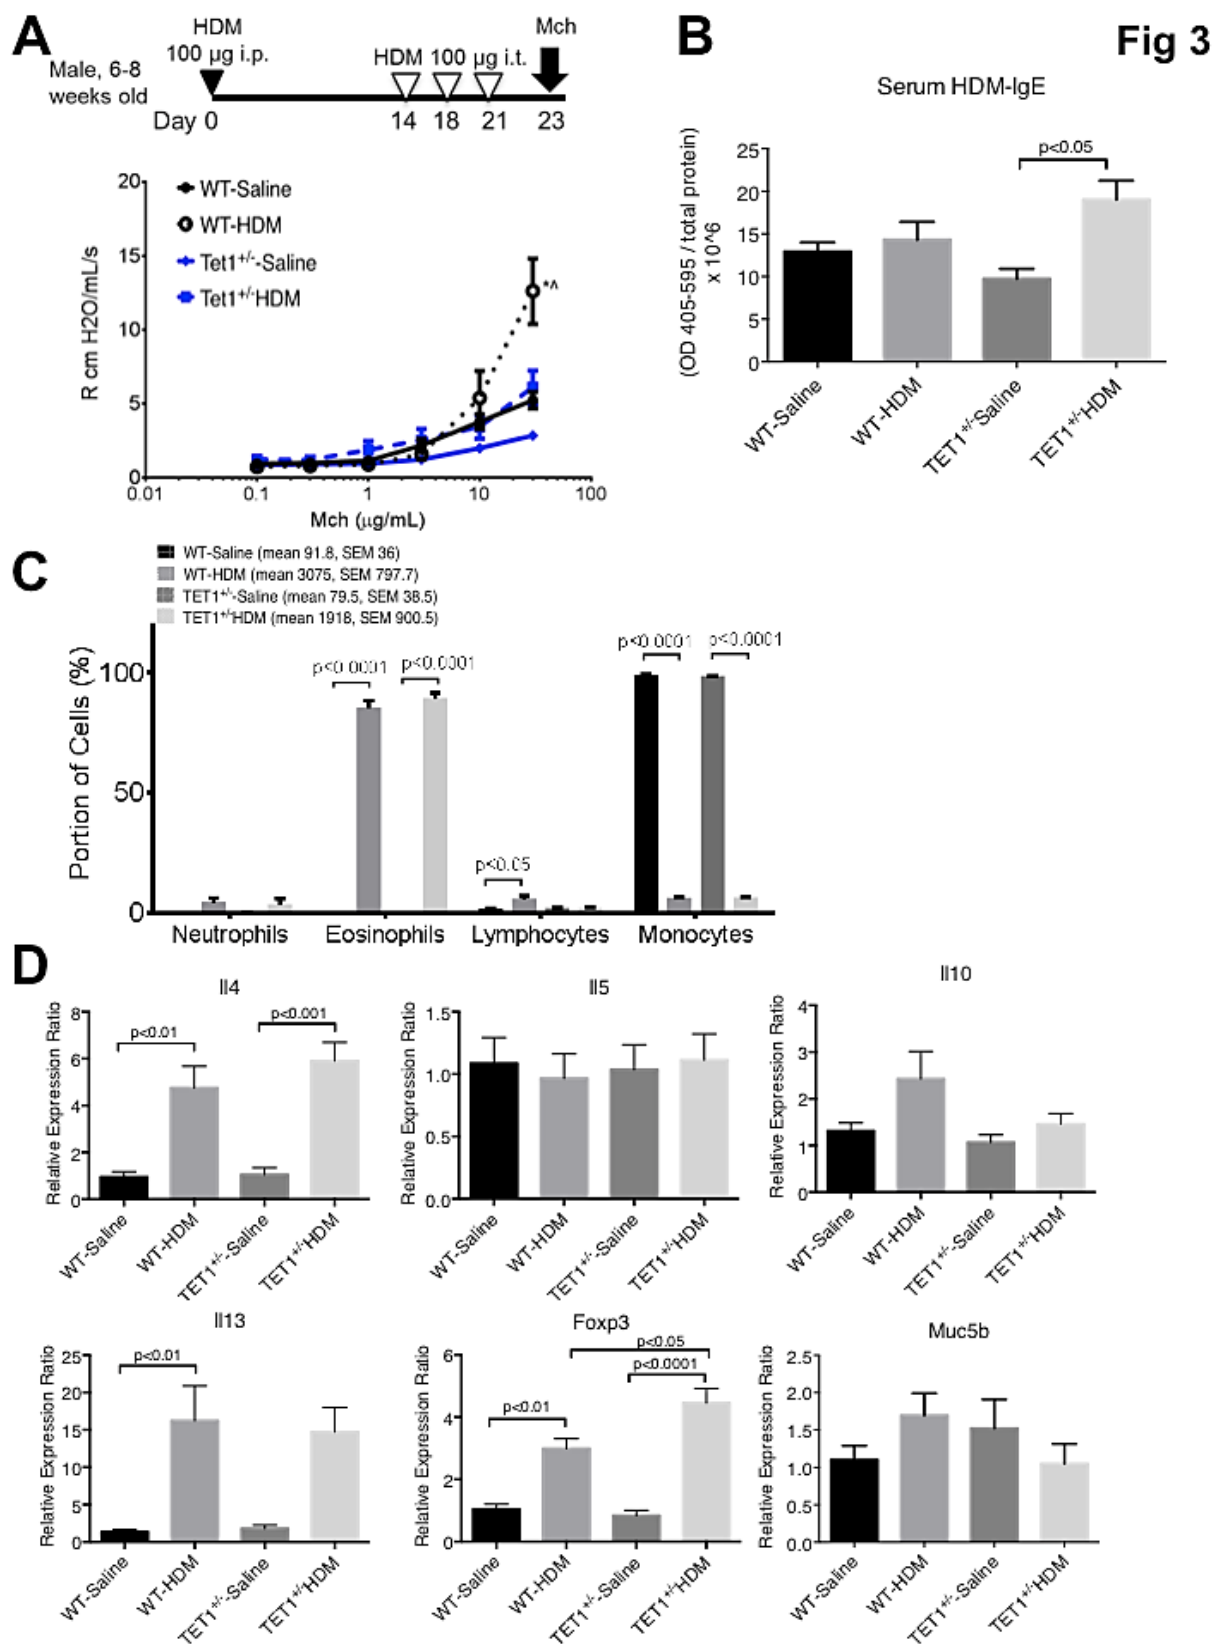 A
HDM
100 µg i.p.
Male, 6-8
weeks old
HDM 100 µg i.t.
Mch
Day 0 14 18 21 23
R cm H2O/mL/s
20
15
10
5
0
WT-Saline
WT-HDM
Tet1+/- -Saline
Tet1+/- HDM
*^
0.01 0.1 1 10 100
Mch (µg/mL)
B
Fig 3
Serum HDM-IgE
(OD 405-595 / total protein)
x 10^6
25
20
15
10
5
0
p<0.05
WT-Saline
WT-HDM
TET1+/-Saline
TET1+/-HDM
C
WT-Saline (mean 91.8, SEM 36)
WT-HDM (mean 3075, SEM 797.7)
TET1+/-Saline (mean 79.5, SEM 38.5)
TET1+/-HDM (mean 1918, SEM 900.5)
Portion of Cells (%)
100
50
0
p<0.0001 p<0.0001
p<0.05
p<0.0001 p<0.0001
Neutrophils Eosinophils Lymphocytes Monocytes
D
Il4
Relative Expression Ratio
8
6
4
2
0
p<0.01
p<0.001
WT-Saline
WT-HDM
TET1+/- -Saline
TET1+/-HDM
Il5
Relative Expression Ratio
1.5
1.0
0.5
0.0
WT-Saline
WT-HDM
TET1+/- -Saline
TET1+/-HDM
Il10
Relative Expression Ratio
4
3
2
1
0
WT-Saline
WT-HDM
TET1+/- -Saline
TET1+/-HDM
Il13
Relative Expression Ratio
25
20
15
10
5
0
p<0.01
WT-Saline
WT-HDM
TET1+/- -Saline
TET1+/-HDM
Foxp3
Relative Expression Ratio
6
4
2
0
p<0.01
p<0.05
p<0.0001
WT-Saline
WT-HDM
TET1+/- -Saline
TET1+/-HDM
Muc5b
Relative Expression Ratio
2.5
2.0
1.5
1.0
0.5
0.0
WT-Saline
WT-HDM
TET1+/- -Saline
TET1+/-HDM